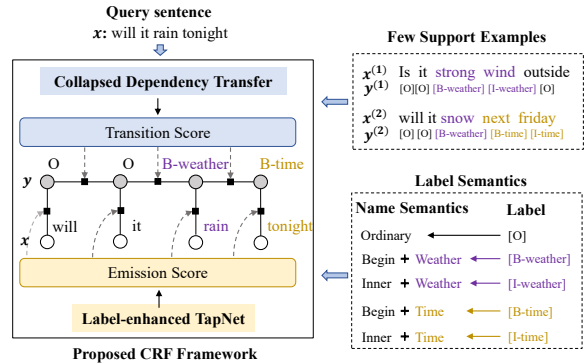 Query sentence
x: will it rain tonight
Collapsed Dependency Transfer
Transition Score
O O B-weather B-time
y
x will it rain tonight
Emission Score
Label-enhanced TapNet
Proposed CRF Framework
Few Support Examples
x(1) Is it strong wind outside
y(1) [O][O] [B-weather] [I-weather] [O]
x(2) will it snow next friday
y(2) [O] [O] [B-weather] [B-time] [I-time]
Label Semantics
Name Semantics Label
Ordinary [O]
Begin + Weather [B-weather]
Inner + Weather [I-weather]
Begin + Time [B-time]
Inner + Time [I-time]